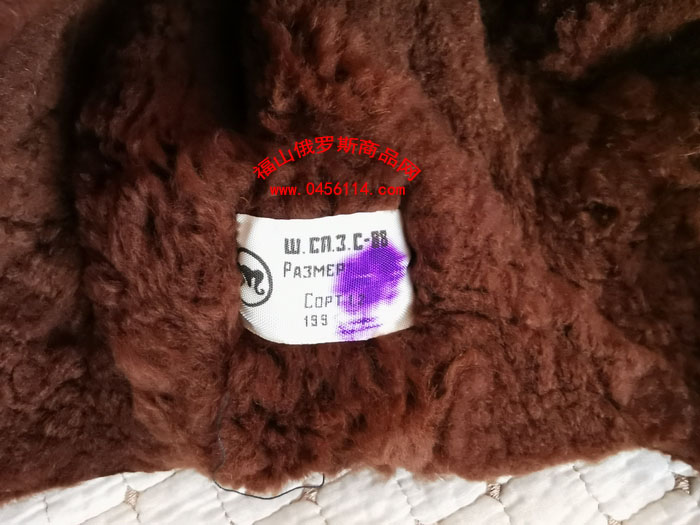 福山俄罗斯商品网
www.0456114.com
Ш.СП.З.С-88
РАЗМЕР
СОРТ
199